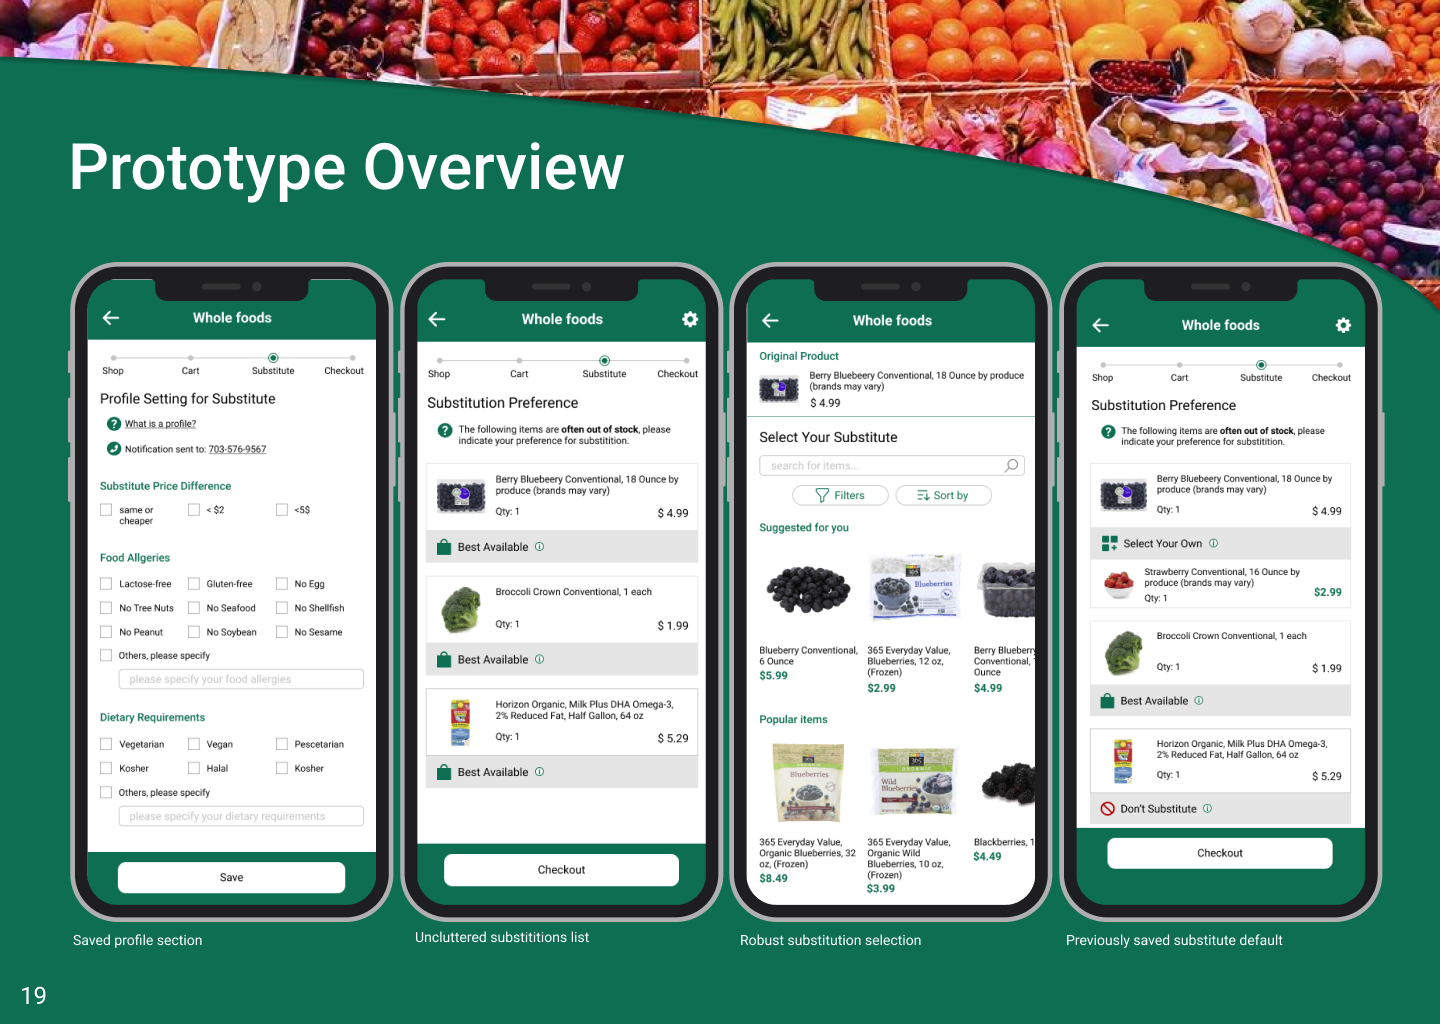 Prototype Overview
Whole foods
Shop
Cart
Substitute
Checkout
Profile Setting for Substitute
? What is a profile?
Notification sent to: 703-576-9567
Substitute Price Difference
same or
cheaper
< $2
<5$
Food Allgeries
Lactose-free
Gluten-free
No Egg
No Tree Nuts
No Seafood
No Shellfish
No Peanut
No Soybean
No Sesame
Others, please specify
please specify your food allergies
Dietary Requirements
Vegetarian
Vegan
Pescetarian
Kosher
Halal
Kosher
Others, please specify
please specify your dietary requirements
Save
Saved profile section
Whole foods
Shop
Cart
Substitute
Checkout
Substitution Preference
? The following items are often out of stock, please
indicate your preference for substitition.
Berry Bluebeery Conventional, 18 Ounce by
produce (brands may vary)
Qty: 1
$ 4.99
Best Available
Broccoli Crown Conventional, 1 each
Qty: 1
$ 1.99
Best Available
Horizon Organic, Milk Plus DHA Omega-3,
2% Reduced Fat, Half Gallon, 64 oz
Qty: 1
$ 5.29
Best Available
Checkout
Uncluttered substititions list
Whole foods
Original Product
Berry Bluebeery Conventional, 18 Ounce by produce
(brands may vary)
$ 4.99
Select Your Substitute
search for items...
Filters
Sort by
Suggested for you
365
Blueberries
Blueberry Conventional,
6 Ounce
$5.99
365 Everyday Value,
Blueberries, 12 oz,
(Frozen)
$2.99
Berry Blueberry
Conventional,
Ounce
$4.99
Popular items
365
ORGANIC
Blueberries
365
ORGANIC
Wild
Blueberries
365 Everyday Value,
Organic Blueberries, 32
oz, (Frozen)
$8.49
365 Everyday Value,
Organic Wild
Blueberries, 10 oz,
(Frozen)
$3.99
Blackberries, 1
$4.49
Robust substitution selection
Whole foods
Shop
Cart
Substitute
Checkout
Substitution Preference
? The following items are often out of stock, please
indicate your preference for substitition.
Berry Bluebeery Conventional, 18 Ounce by
produce (brands may vary)
Qty: 1
$ 4.99
Select Your Own
Strawberry Conventional, 16 Ounce by
produce (brands may vary)
Qty: 1
$2.99
Broccoli Crown Conventional, 1 each
Qty: 1
$ 1.99
Best Available
Horizon Organic, Milk Plus DHA Omega-3,
2% Reduced Fat, Half Gallon, 64 oz
Qty: 1
$ 5.29
Don't Substitute
Checkout
Previously saved substitute default
19